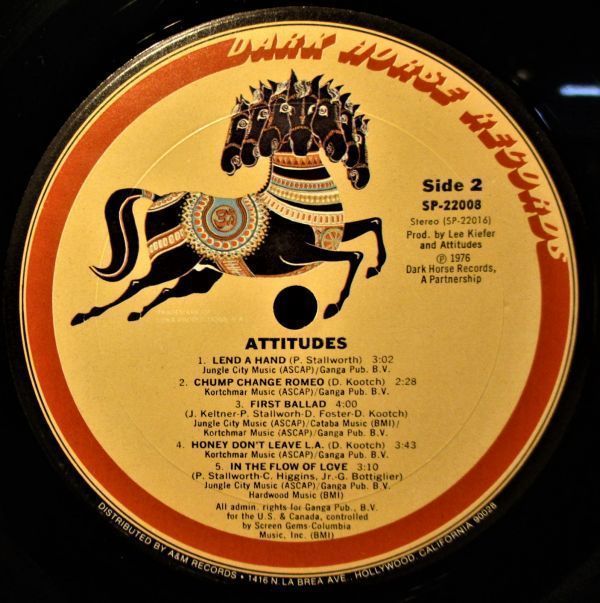 DARK HORSE RECORDS
Side 2
SP-22008
Stereo (SP-22016)
Prod. by Lee Kiefer
and Attitudes
℗ 1976
Dark Horse Records,
A Partnership
TRADEMARK OF
ATTITUDES
1. LEND A HAND (P. Stallworth) 3:02
Jungle City Music (ASCAP)/Ganga Pub. B.V.
2. CHUMP CHANGE ROMEO (D. Kootch) 2:28
Kortchmar Music (ASCAP)/Ganga Pub. B.V.
3. FIRST BALLAD 4:00
(J. Keltner-P. Stallworh-D. Foster-D. Kootch)
Jungle City Music (ASCAP)/Cataba Music (BMI)/
Kortchmar Music (ASCAP)/Ganga Pub. B.V.
4. HONEY DON'T LEAVE L.A. (D. Kootch) 3:43
Kortchmar Music (ASCAP)/Ganga Pub. B.V.
5. IN THE FLOW OF LOVE 3:10
(P. Stallworth-C. Higgins, Jr.-G. Bottiglier)
Jungle City Music (ASCAP)/Ganga Pub. B.V.
Hardwood Music (BMI)
All admin. rights for Ganga Pub., B.V.
for the U.S. & Canada, controlled
by Screen Gems-Columbia
Music, Inc. (BMI)
DISTRIBUTED BY A&M RECORDS • 1416 N LA BREA AVE., HOLLYWOOD, CALIFORNIA 90028